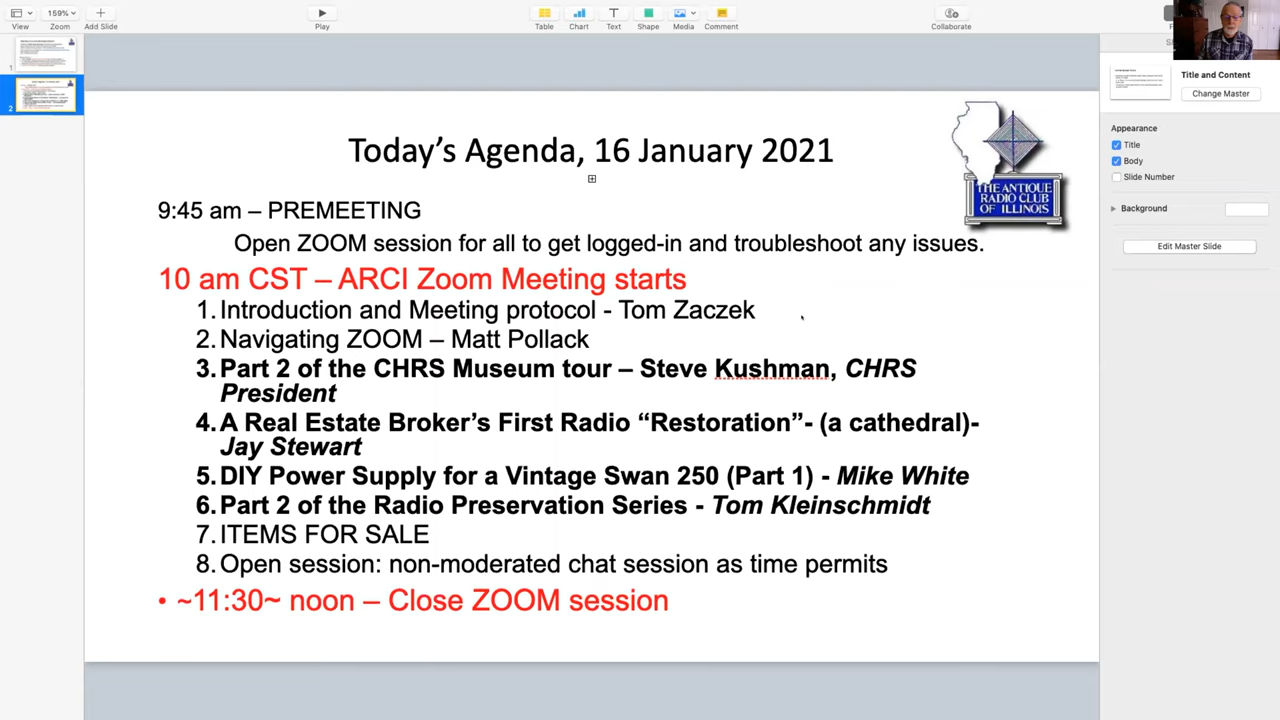 159%
View
Zoom
Add Slide
Play
Table
Chart
Text
Shape
Media
Comment
Collaborate
Title and Content
Change Master
Appearance
Title
Body
Slide Number
Background
Edit Master Slide
1
2
Today's Agenda, 16 January 2021
THE ANTIQUE
RADIO CLUB
OF ILLINOIS
9:45 am – PREMEETING
Open ZOOM session for all to get logged-in and troubleshoot any issues.
10 am CST – ARCI Zoom Meeting starts
1. Introduction and Meeting protocol - Tom Zaczek
2. Navigating ZOOM – Matt Pollack
3. Part 2 of the CHRS Museum tour – Steve Kushman, CHRS
President
4. A Real Estate Broker's First Radio “Restoration”- (a cathedral)-
Jay Stewart
5. DIY Power Supply for a Vintage Swan 250 (Part 1) - Mike White
6. Part 2 of the Radio Preservation Series - Tom Kleinschmidt
7. ITEMS FOR SALE
8. Open session: non-moderated chat session as time permits
• ~11:30~ noon – Close ZOOM session